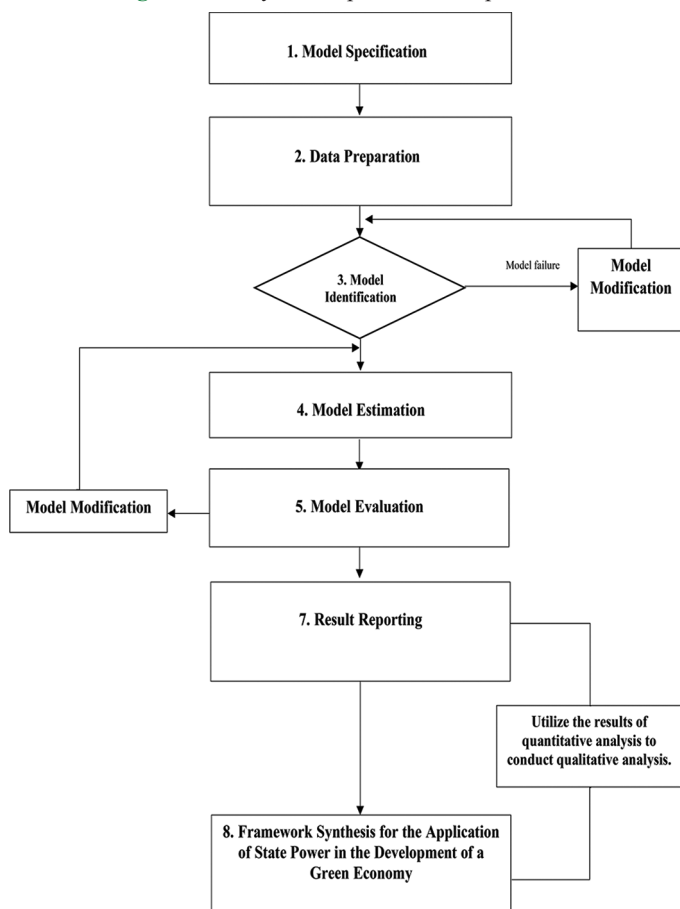 1. Model Specification
2. Data Preparation
3. Model
Identification
Model failure
Model
Modification
4. Model Estimation
5. Model Evaluation
Model Modification
7. Result Reporting
Utilize the results of
quantitative analysis to
conduct qualitative analysis.
8. Framework Synthesis for the Application
of State Power in the Development of a
Green Economy